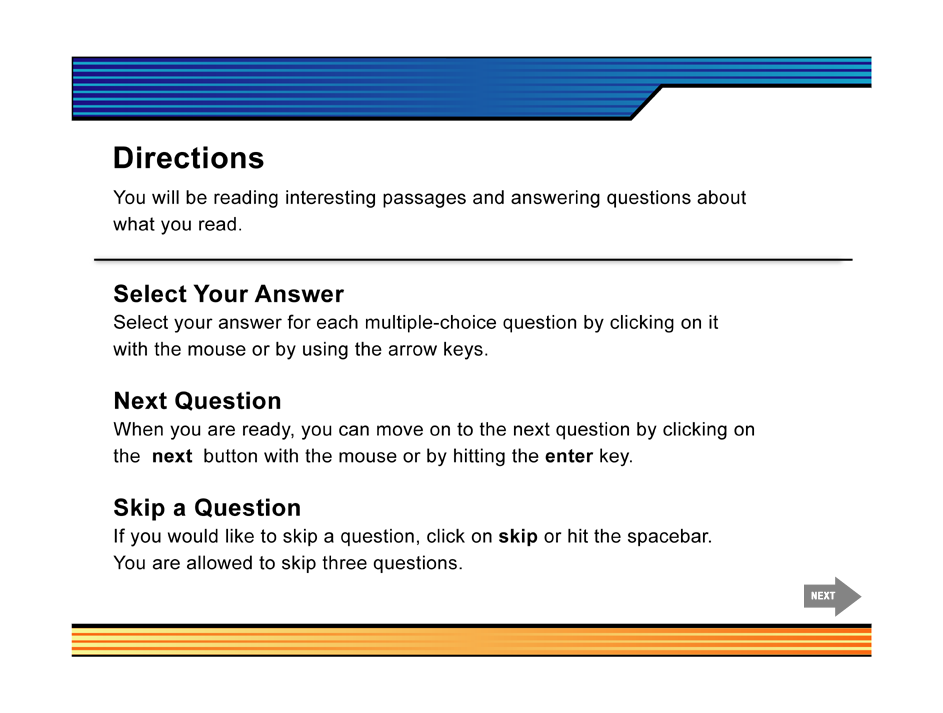 Directions
You will be reading interesting passages and answering questions about
what you read.
Select Your Answer
Select your answer for each multiple-choice question by clicking on it
with the mouse or by using the arrow keys.
Next Question
When you are ready, you can move on to the next question by clicking on
the next button with the mouse or by hitting the enter key.
Skip a Question
If you would like to skip a question, click on skip or hit the spacebar.
You are allowed to skip three questions.
NEXT